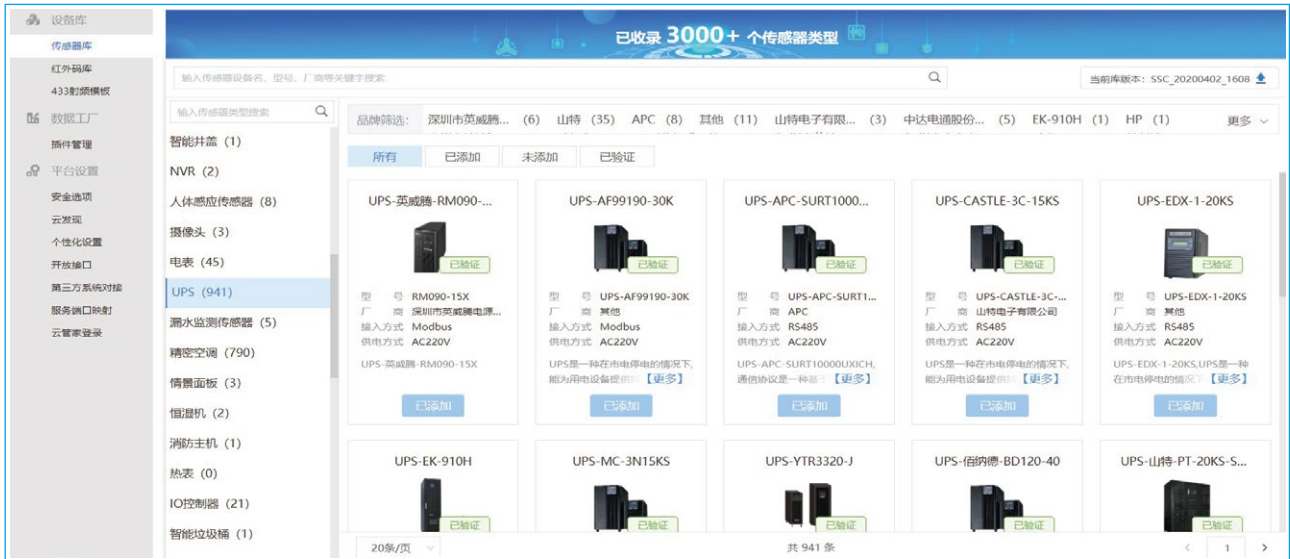 设备库
传感器库
红外码库
433射频模板
数据工厂
插件管理
平台设置
安全选项
云发现
个性化设置
开放接口
第三方系统对接
服务端口映射
云管家登录
已收录 3000+ 个传感器类型
输入传感器设备名、型号、厂商等关键字搜索
当前库版本：SSC_20200402_1608
输入传感器类型搜索
智能井盖 (1)
NVR (2)
人体感应传感器 (8)
摄像头 (3)
电表 (45)
UPS (941)
漏水监测传感器 (5)
精密空调 (790)
情景面板 (3)
恒湿机 (2)
消防主机 (1)
热表 (0)
IO控制器 (21)
智能垃圾桶 (1)
品牌筛选： 深圳市英威腾... (6) 山特 (35) APC (8) 其他 (11) 山特电子有限... (3) 中达电通股份... (5) EK-910H (1) HP (1) 更多
所有 已添加 未添加 已验证
UPS-英威腾-RM090-...
已验证
型 号 RM090-15X
厂 商 深圳市英威腾电源...
接入方式 Modbus
供电方式 AC220V
UPS-英威腾-RM090-15X
已添加
UPS-AF99190-30K
已验证
型 号 UPS-AF99190-30K
厂 商 其他
接入方式 Modbus
供电方式 AC220V
UPS是一种在市电停电的情况下,
能为用电设备提供 【更多】
已添加
UPS-APC-SURT1000...
已验证
型 号 UPS-APC-SURT1...
厂 商 APC
接入方式 RS485
供电方式 AC220V
UPS-APC-SURT10000UXICH,
通信协议是一种基于 【更多】
已添加
UPS-CASTLE-3C-15KS
已验证
型 号 UPS-CASTLE-3C-...
厂 商 山特电子有限公司
接入方式 RS485
供电方式 AC220V
UPS是一种在市电停电的情况下,
能为用电设备提供 【更多】
已添加
UPS-EDX-1-20KS
已验证
型 号 UPS-EDX-1-20KS
厂 商 其他
接入方式 RS485
供电方式 AC220V
UPS-EDX-1-20KS,UPS是一种
在市电停电的情况 【更多】
已添加
UPS-EK-910H
已验证
UPS-MC-3N15KS
已验证
UPS-YTR3320-J
已验证
UPS-佰纳德-BD120-40
已验证
UPS-山特-PT-20KS-S...
已验证
20条/页
共 941 条
< 1 >